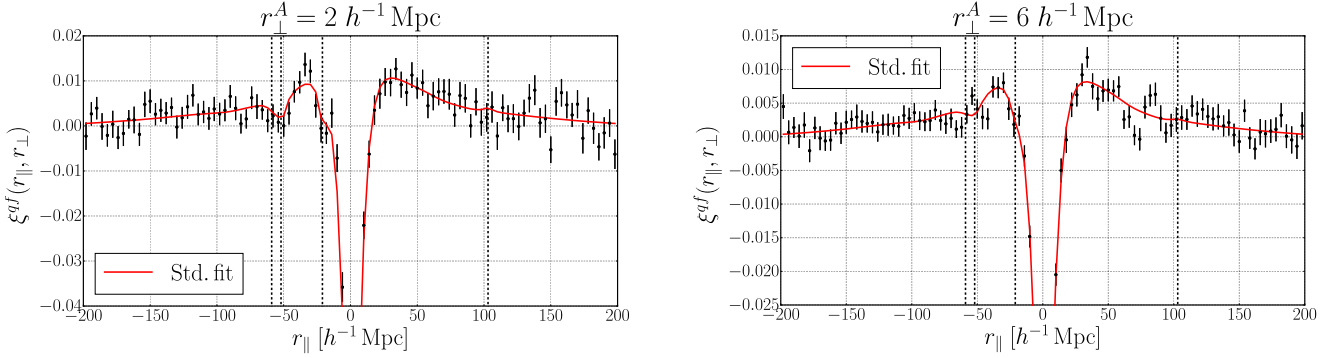 r⊥^A = 2 h⁻¹ Mpc
0.02
0.01
0.00
−0.01
−0.02
−0.03
−0.04
ξ^{qf}(r∥, r⊥)
Std. fit
−200 −150 −100 −50 0 50 100 150 200
r∥ [h⁻¹ Mpc]
r⊥^A = 6 h⁻¹ Mpc
0.015
0.010
0.005
0.000
−0.005
−0.010
−0.015
−0.020
−0.025
ξ^{qf}(r∥, r⊥)
Std. fit
−200 −150 −100 −50 0 50 100 150 200
r∥ [h⁻¹ Mpc]